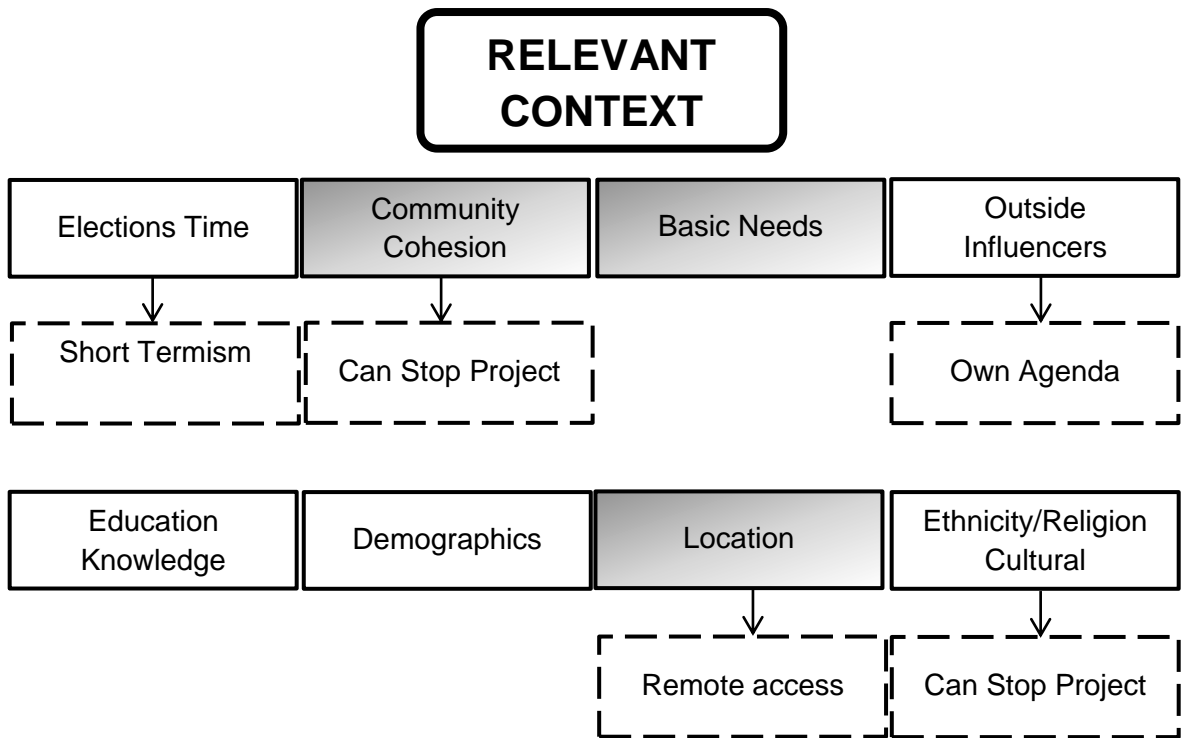 RELEVANT
CONTEXT
Elections Time
Community
Cohesion
Basic Needs
Outside
Influencers
Short Termism
Can Stop Project
Own Agenda
Education
Knowledge
Demographics
Location
Ethnicity/Religion
Cultural
Remote access
Can Stop Project